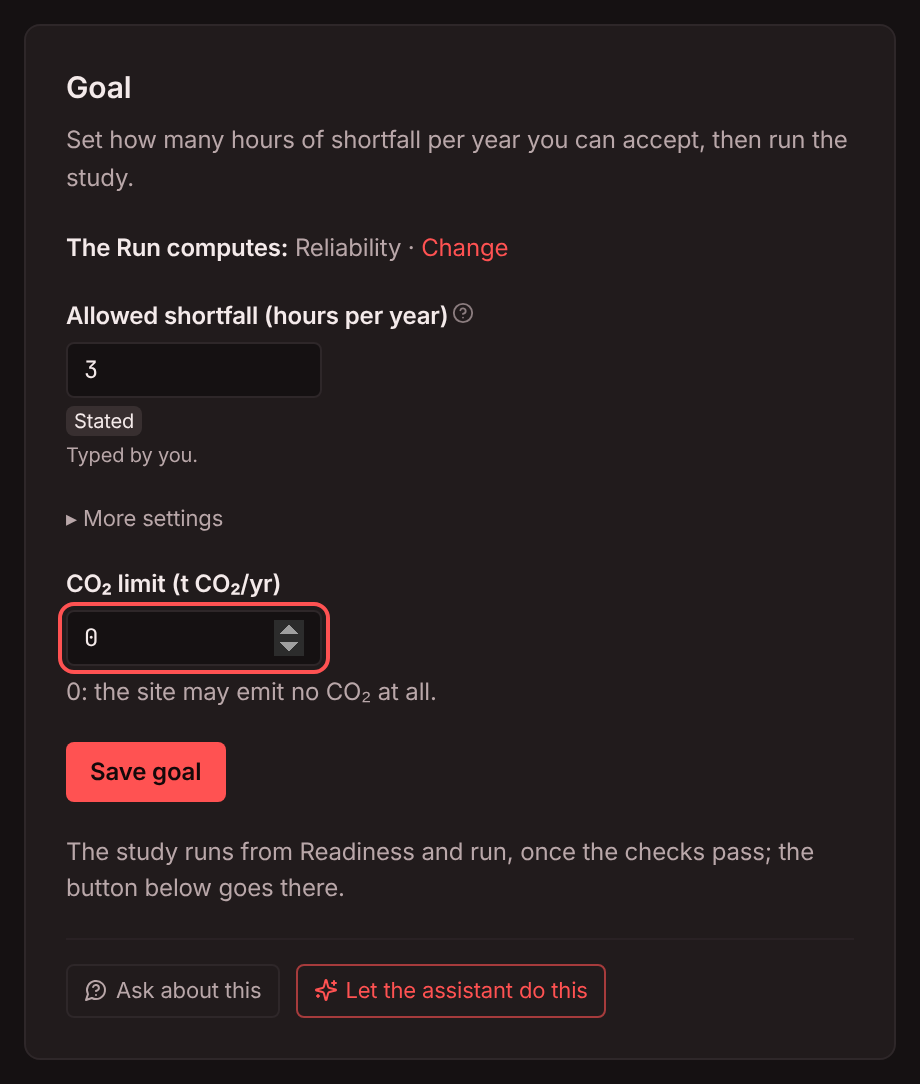 Goal
Set how many hours of shortfall per year you can accept, then run the
study.
The Run computes: Reliability · Change
Allowed shortfall (hours per year) ?
3
Stated
Typed by you.
▸ More settings
CO₂ limit (t CO₂/yr)
0
0: the site may emit no CO₂ at all.
Save goal
The study runs from Readiness and run, once the checks pass; the
button below goes there.
Ask about this
Let the assistant do this